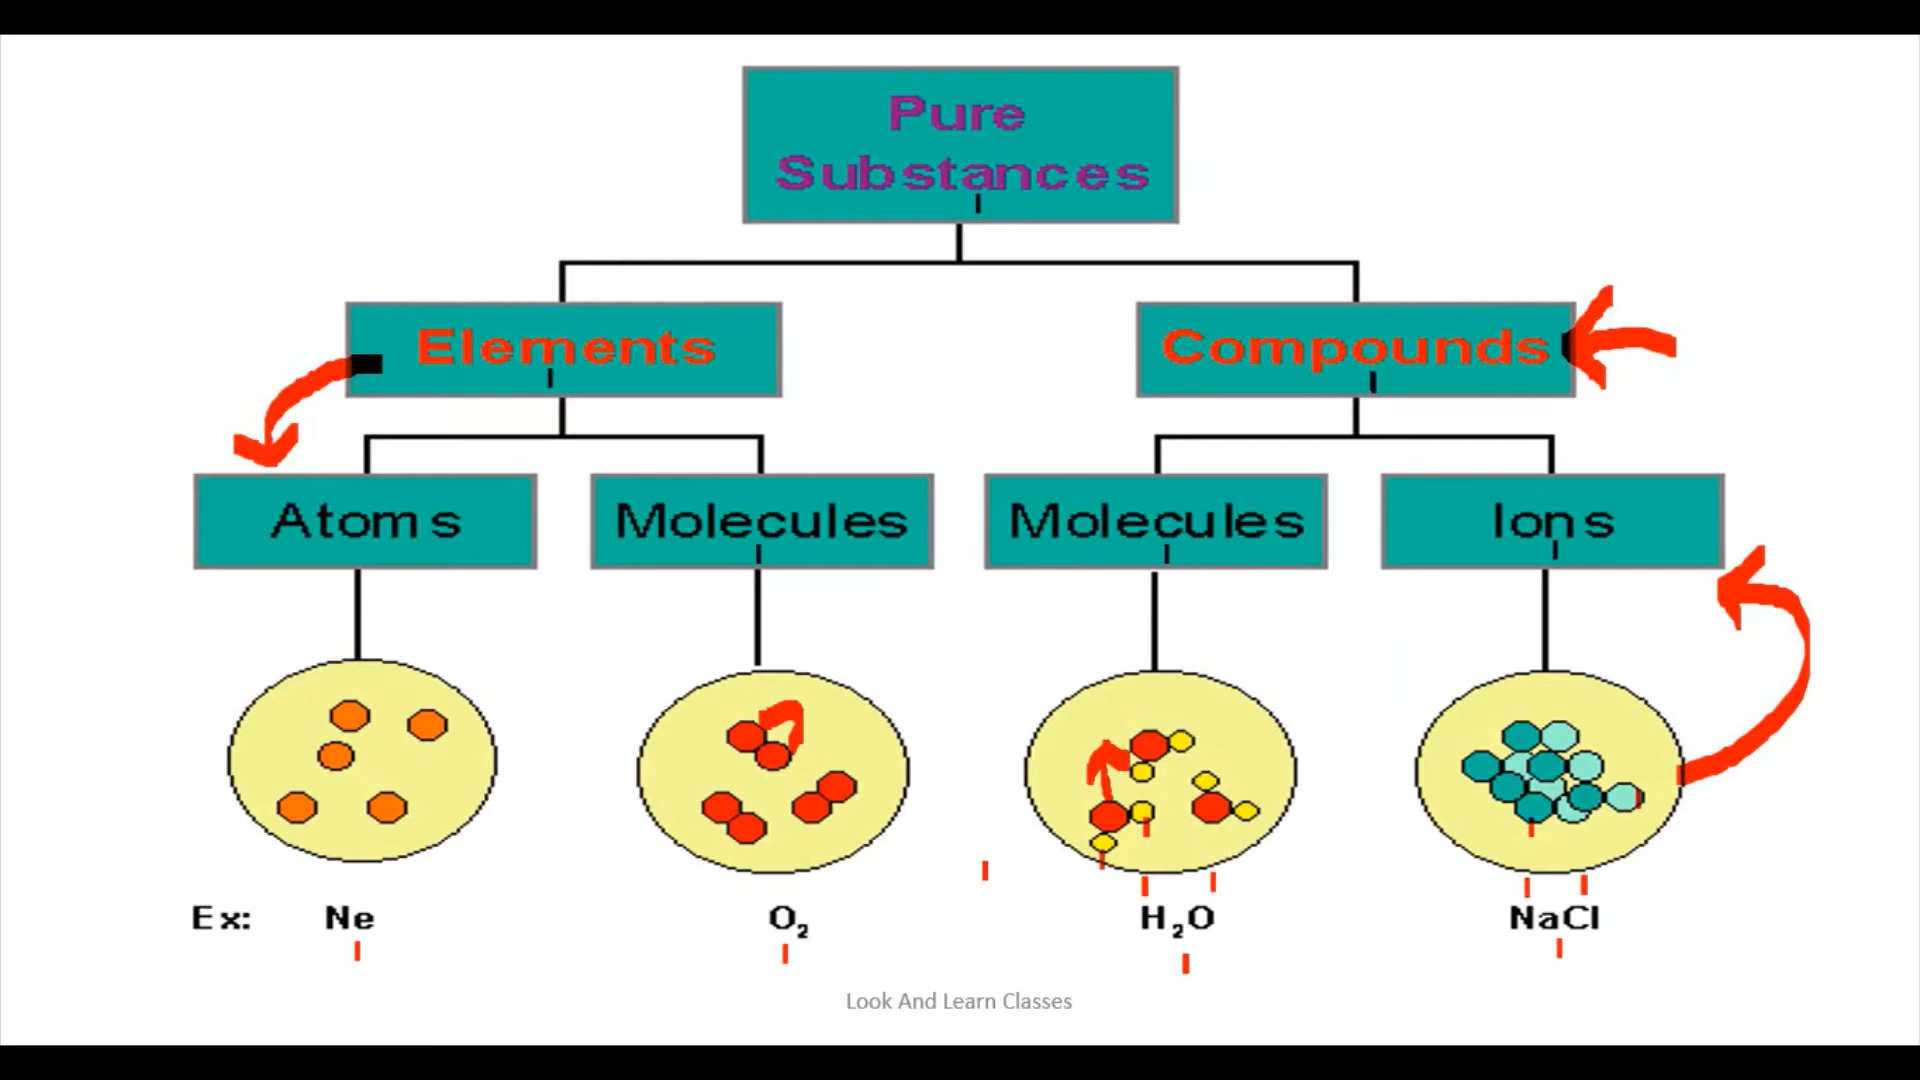 Pure
Substances
Elements
Compounds
Atoms
Molecules
Molecules
Ions
Ex: Ne
O₂
H₂O
NaCl
Look And Learn Classes